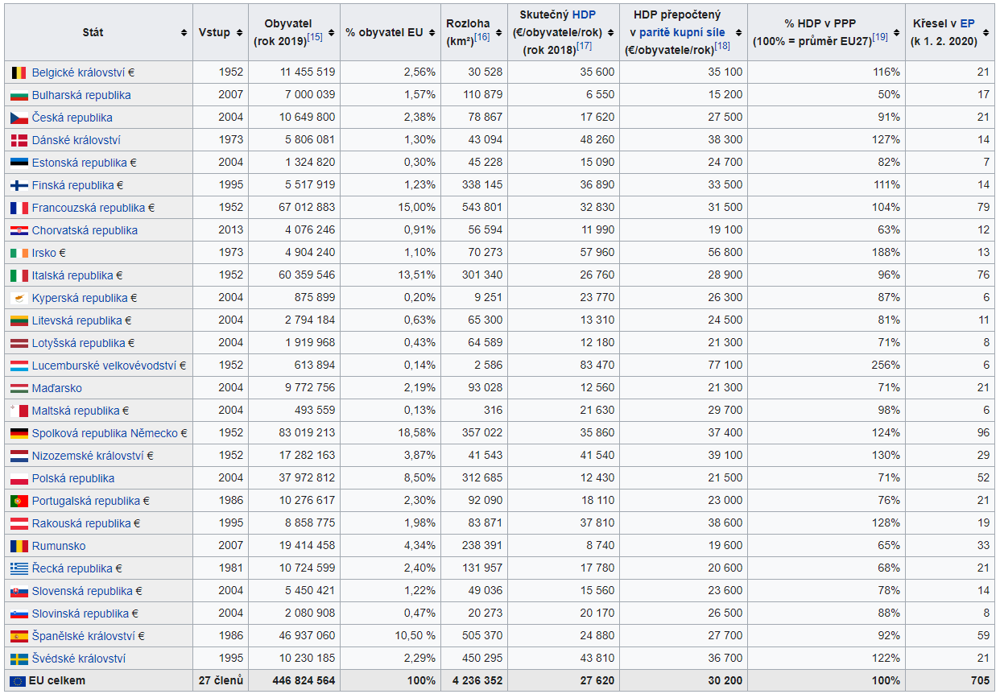 Stát Vstup Obyvatel (rok 2019)[15] % obyvatel EU Rozloha (km²)[16] Skutečný HDP (€/obyvatele/rok) (rok 2018)[17] HDP přepočtený v paritě kupní síle (€/obyvatele/rok)[18] % HDP v PPP (100% = průměr EU27)[19] Křesel v EP (k 1. 2. 2020)
Belgické království € 1952 11 455 519 2,56% 30 528 35 600 35 100 116% 21
Bulharská republika 2007 7 000 039 1,57% 110 879 6 550 15 200 50% 17
Česká republika 2004 10 649 800 2,38% 78 867 17 620 27 500 91% 21
Dánské království 1973 5 806 081 1,30% 43 094 48 260 38 300 127% 14
Estonská republika € 2004 1 324 820 0,30% 45 228 15 090 24 700 82% 7
Finská republika € 1995 5 517 919 1,23% 338 145 36 890 33 500 111% 14
Francouzská republika € 1952 67 012 883 15,00% 543 801 32 830 31 500 104% 79
Chorvatská republika 2013 4 076 246 0,91% 56 594 11 990 19 100 63% 12
Irsko € 1973 4 904 240 1,10% 70 273 57 960 56 800 188% 13
Italská republika € 1952 60 359 546 13,51% 301 340 26 760 28 900 96% 76
Kyperská republika € 2004 875 899 0,20% 9 251 23 770 26 300 87% 6
Litevská republika € 2004 2 794 184 0,63% 65 300 13 310 24 500 81% 11
Lotyšská republika € 2004 1 919 968 0,43% 64 589 12 180 21 300 71% 8
Lucemburské velkovévodství € 1952 613 894 0,14% 2 586 83 470 77 100 256% 6
Maďarsko 2004 9 772 756 2,19% 93 028 12 560 21 300 71% 21
Maltská republika € 2004 493 559 0,13% 316 21 630 29 700 98% 6
Spolková republika Německo € 1952 83 019 213 18,58% 357 022 35 860 37 400 124% 96
Nizozemské království € 1952 17 282 163 3,87% 41 543 41 540 39 100 130% 29
Polská republika 2004 37 972 812 8,50% 312 685 12 430 21 500 71% 52
Portugalská republika € 1986 10 276 617 2,30% 92 090 18 110 23 000 76% 21
Rakouská republika € 1995 8 858 775 1,98% 83 871 37 810 38 600 128% 19
Rumunsko 2007 19 414 458 4,34% 238 391 8 740 19 600 65% 33
Řecká republika € 1981 10 724 599 2,40% 131 957 17 780 20 600 68% 21
Slovenská republika € 2004 5 450 421 1,22% 49 036 15 560 23 600 78% 14
Slovinská republika € 2004 2 080 908 0,47% 20 273 20 170 26 500 88% 8
Španělské království € 1986 46 937 060 10,50 % 505 370 24 880 27 700 92% 59
Švédské království 1995 10 230 185 2,29% 450 295 43 810 36 700 122% 21
EU celkem 27 členů 446 824 564 100% 4 236 352 27 620 30 200 100% 705